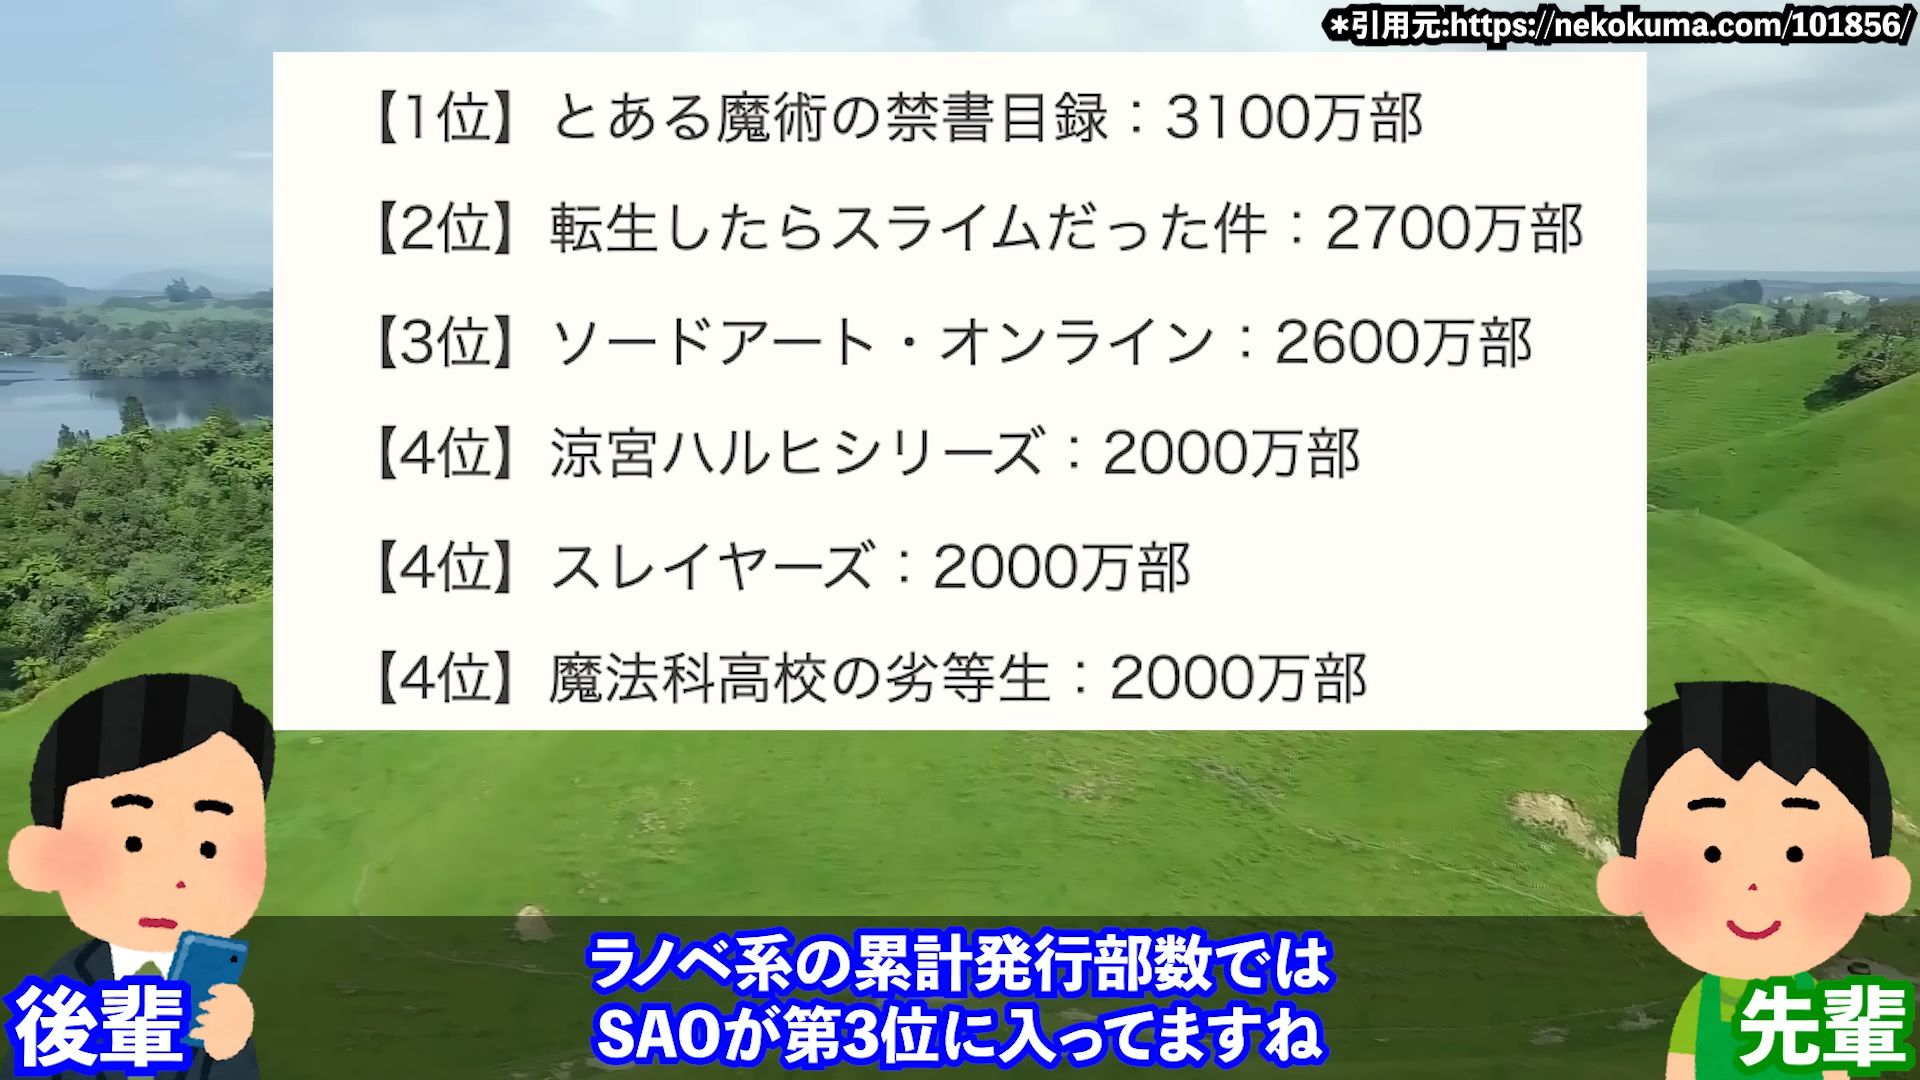 *引用元:https://nekokuma.com/101856/
【1位】とある魔術の禁書目録：3100万部
【2位】転生したらスライムだった件：2700万部
【3位】ソードアート・オンライン：2600万部
【4位】涼宮ハルヒシリーズ：2000万部
【4位】スレイヤーズ：2000万部
【4位】魔法科高校の劣等生：2000万部
ラノベ系の累計発行部数では
SAOが第3位に入ってますね
後輩
先輩